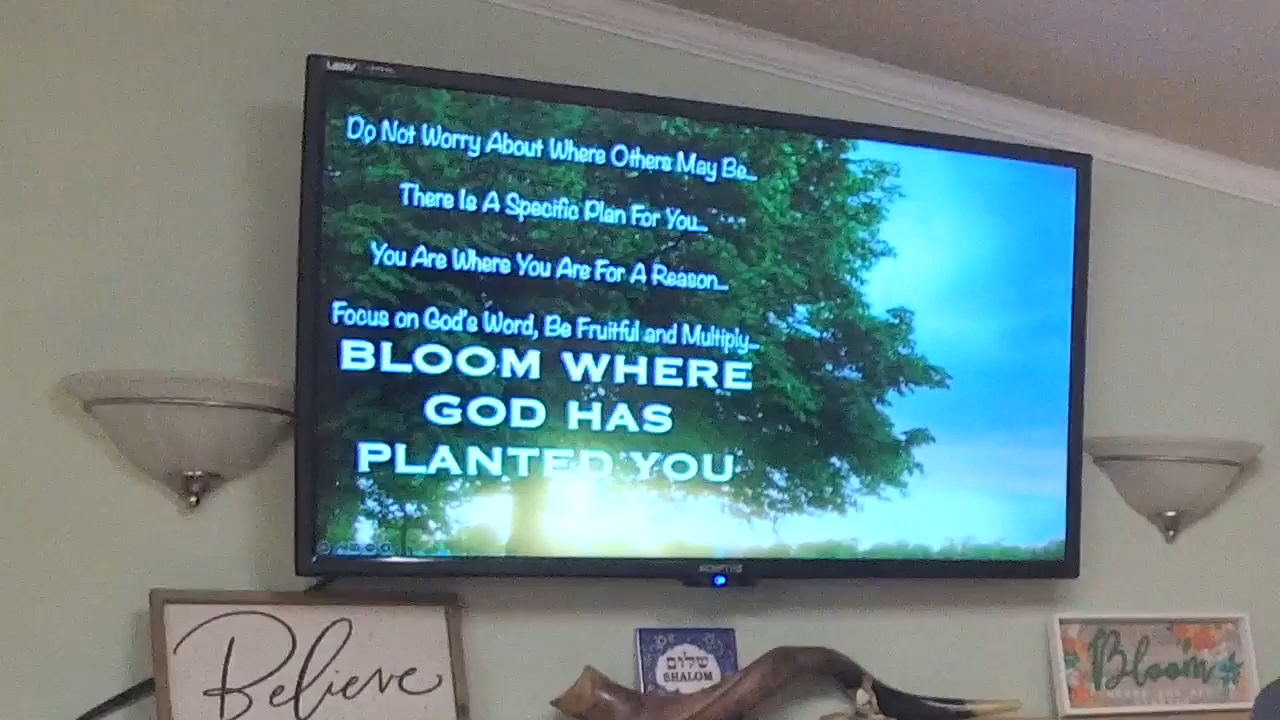 Do Not Worry About Where Others May Be...
There Is A Specific Plan For You...
You Are Where You Are For A Reason...
Focus on God's Word, Be Fruitful and Multiply...
BLOOM WHERE
GOD HAS
PLANTED YOU
Believe
שלום
SHALOM
Bloom